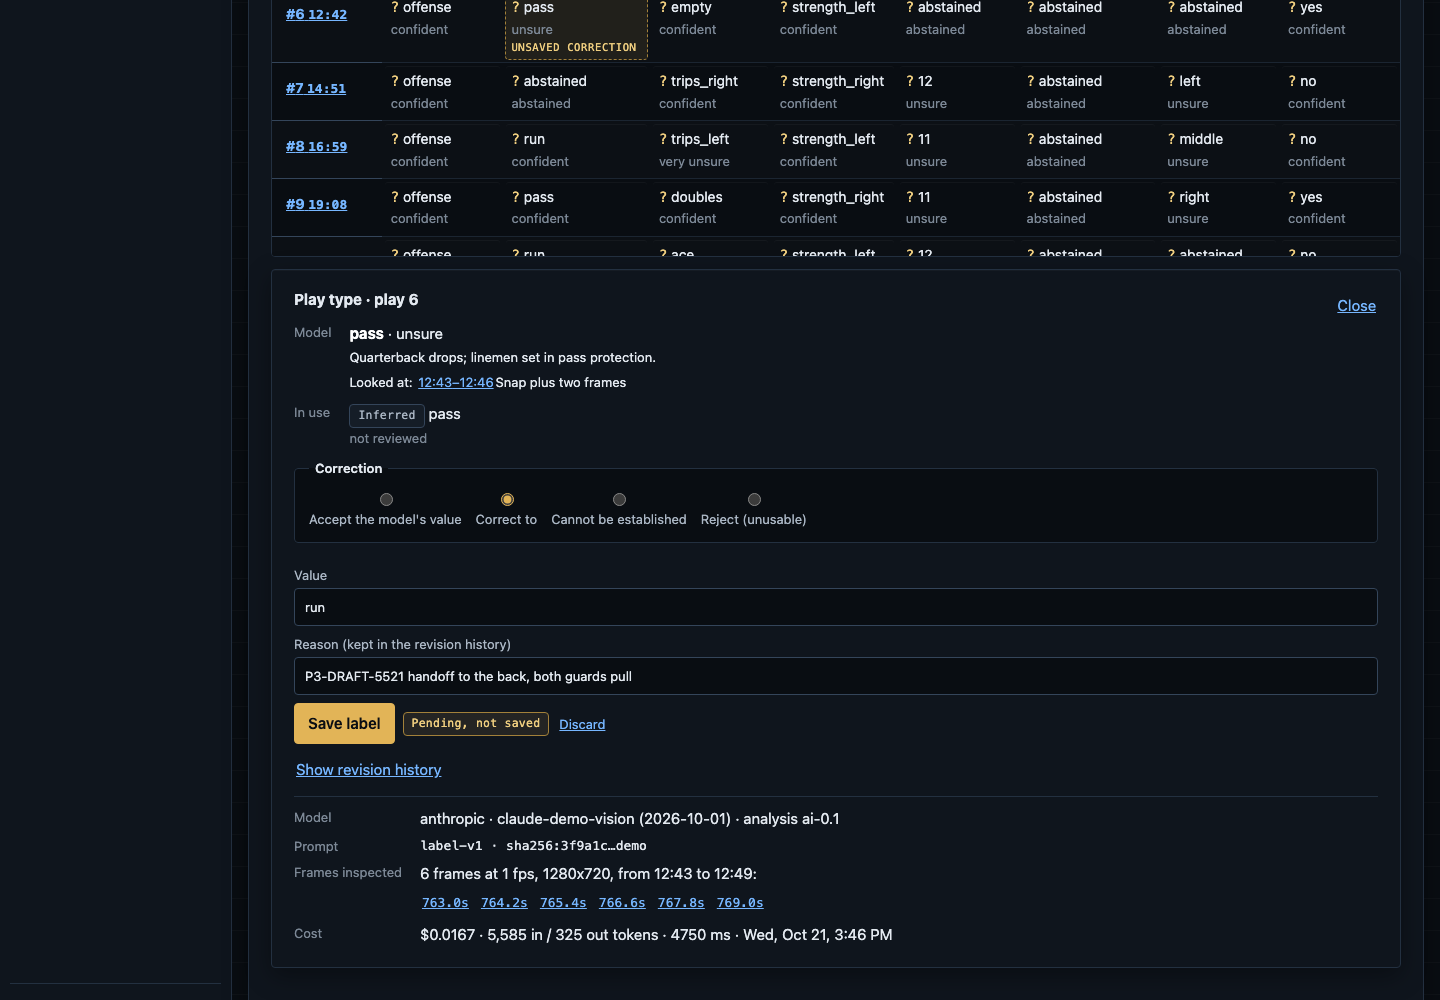 #6 12:42 ? offense ? pass ? empty ? strength_left ? abstained ? abstained ? abstained ? yes
confident unsure confident confident abstained abstained abstained confident
UNSAVED CORRECTION
#7 14:51 ? offense ? abstained ? trips_right ? strength_right ? 12 ? abstained ? left ? no
confident abstained confident confident unsure abstained unsure confident
#8 16:59 ? offense ? run ? trips_left ? strength_left ? 11 ? abstained ? middle ? no
confident confident very unsure confident unsure abstained unsure confident
#9 19:08 ? offense ? pass ? doubles ? strength_right ? 11 ? abstained ? right ? yes
confident confident confident confident unsure abstained unsure confident
? offense ? run ? ace ? strength_left ? 12 ? abstained ? abstained ? no
Play type · play 6
Close
Model pass · unsure
Quarterback drops; linemen set in pass protection.
Looked at: 12:43–12:46 Snap plus two frames
In use Inferred pass
not reviewed
Correction
Accept the model's value Correct to Cannot be established Reject (unusable)
Value
run
Reason (kept in the revision history)
P3-DRAFT-5521 handoff to the back, both guards pull
Save label Pending, not saved Discard
Show revision history
Model anthropic · claude-demo-vision (2026-10-01) · analysis ai-0.1
Prompt label-v1 · sha256:3f9a1c…demo
Frames inspected 6 frames at 1 fps, 1280x720, from 12:43 to 12:49:
763.0s 764.2s 765.4s 766.6s 767.8s 769.0s
Cost $0.0167 · 5,585 in / 325 out tokens · 4750 ms · Wed, Oct 21, 3:46 PM